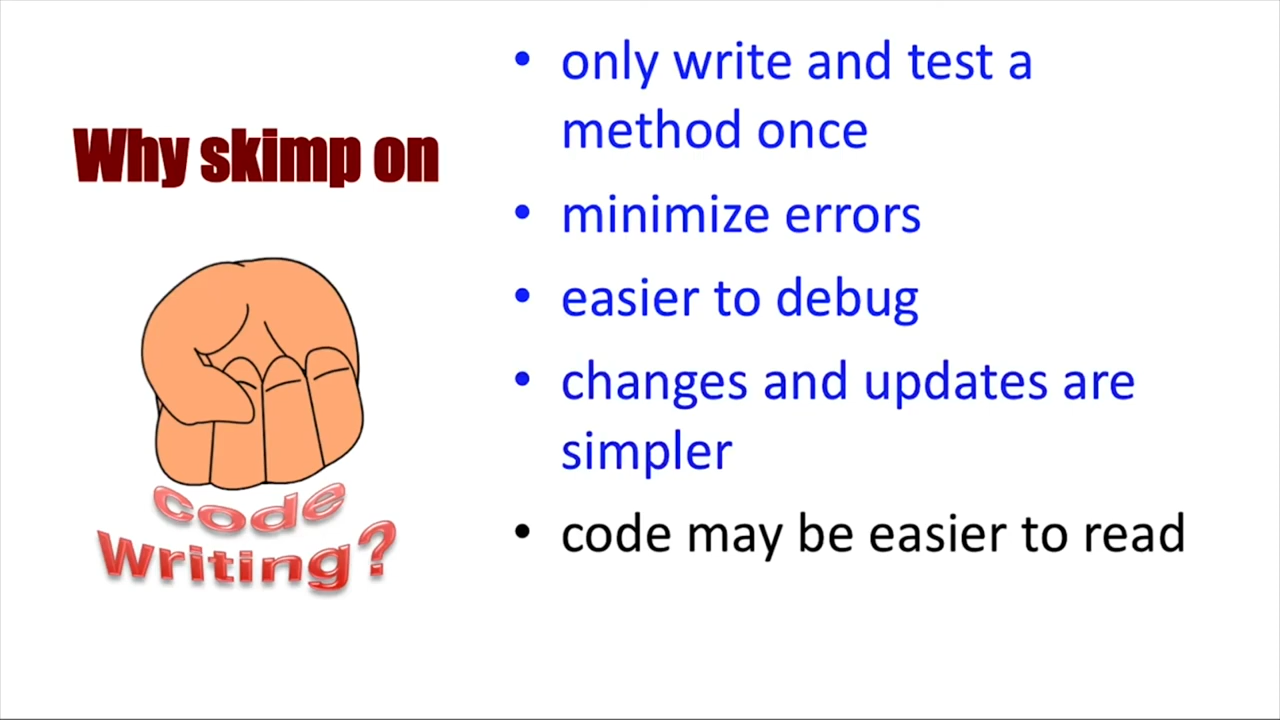 Why skimp on
code
Writing?
• only write and test a
method once
• minimize errors
• easier to debug
• changes and updates are
simpler
• code may be easier to read